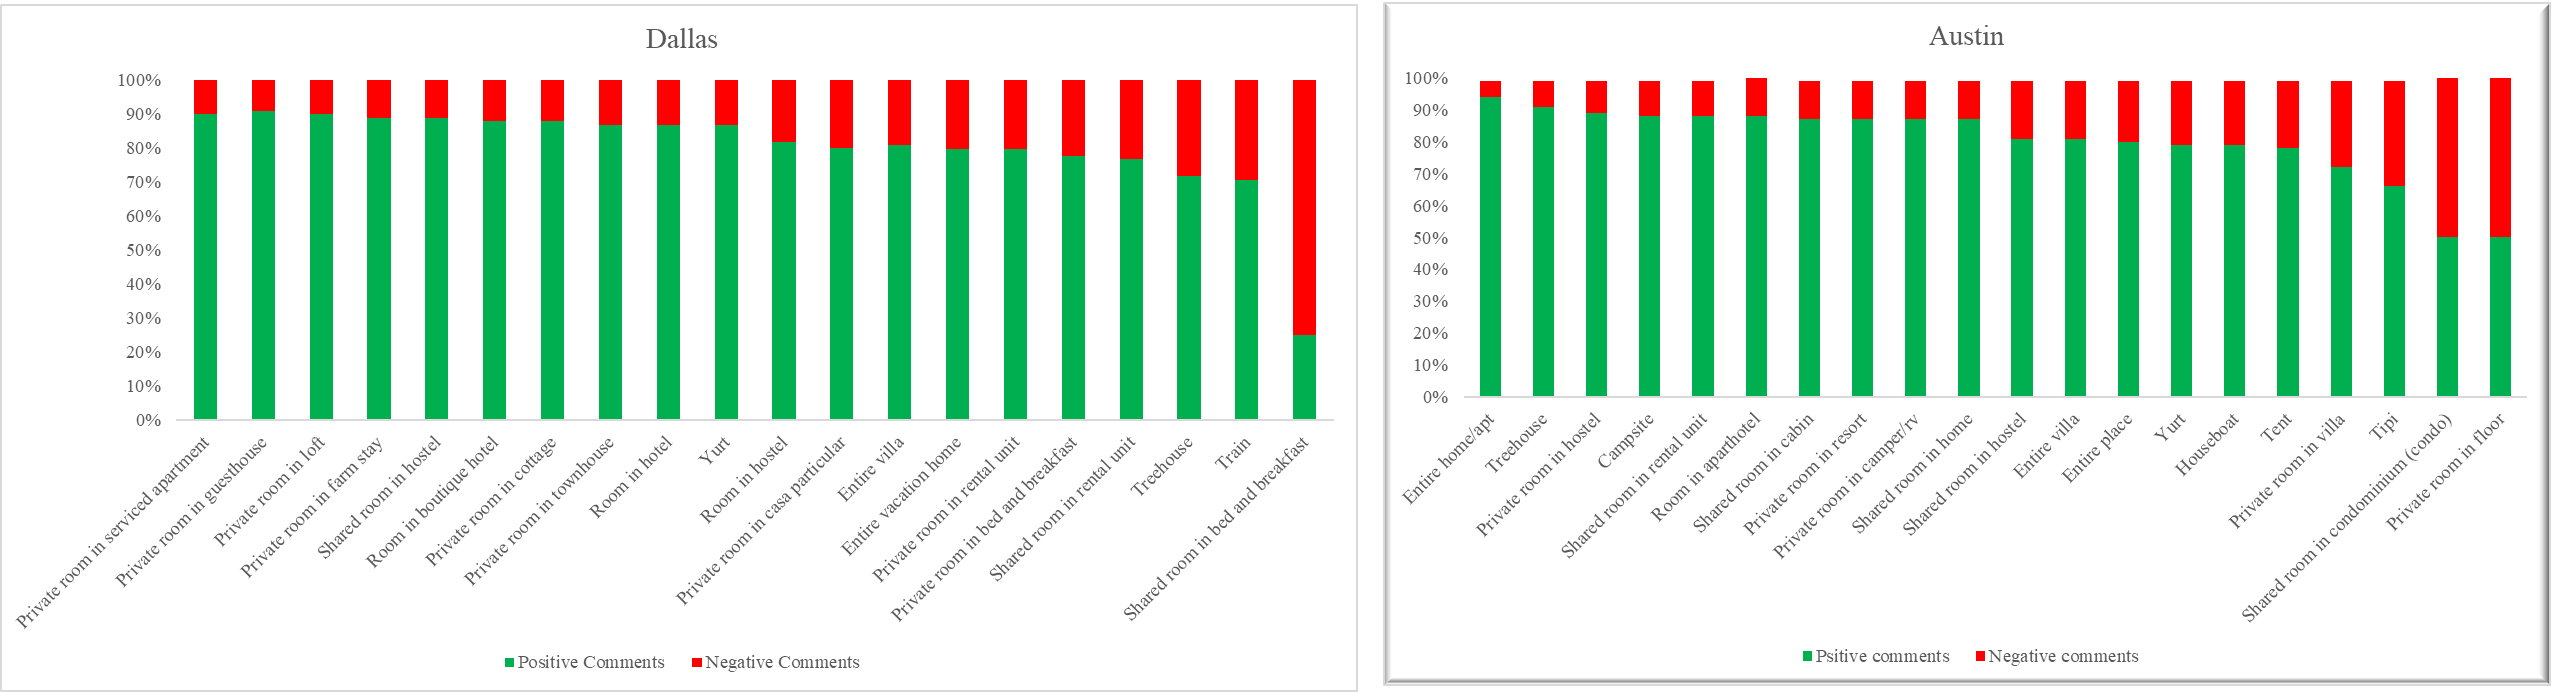 Dallas
100%
90%
80%
70%
60%
50%
40%
30%
20%
10%
0%
Private room in serviced apartment
Private room in guesthouse
Private room in loft
Private room in farm stay
Shared room in hostel
Room in boutique hotel
Private room in cottage
Private room in townhouse
Room in hotel
Yurt
Room in hostel
Private room in casa particular
Entire villa
Entire vacation home
Private room in rental unit
Private room in bed and breakfast
Shared room in rental unit
Treehouse
Train
Shared room in bed and breakfast
Positive Comments
Negative Comments
Austin
100%
90%
80%
70%
60%
50%
40%
30%
20%
10%
0%
Entire home/apt
Treehouse
Private room in hostel
Campsite
Shared room in rental unit
Room in aparthotel
Shared room in cabin
Private room in resort
Private room in camper/rv
Shared room in home
Shared room in hostel
Entire villa
Entire place
Yurt
Houseboat
Tent
Private room in villa
Tipi
Shared room in condominium (condo)
Private room in floor
Psitive comments
Negative comments